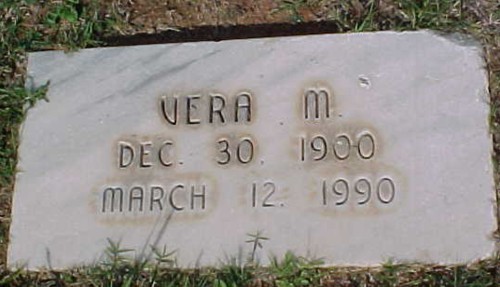 VERA M.
DEC. 30, 1900
MARCH 12. 1990